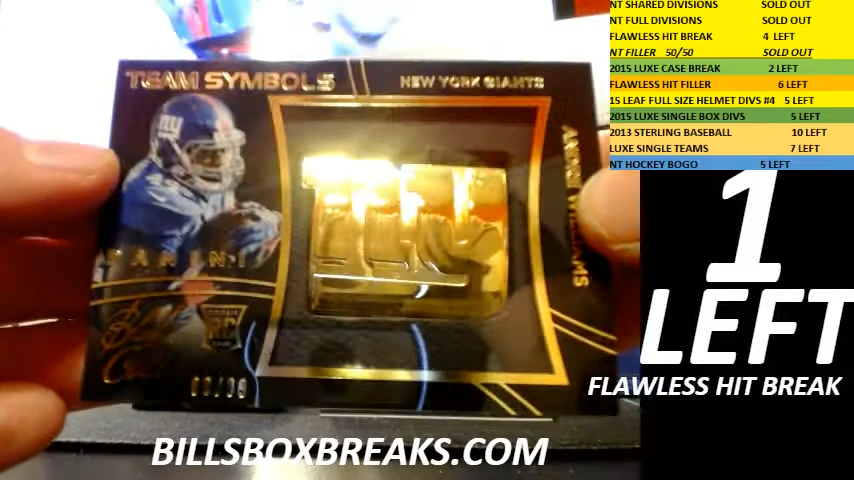 NT SHARED DIVISIONS SOLD OUT
NT FULL DIVISIONS SOLD OUT
FLAWLESS HIT BREAK 4 LEFT
NT FILLER 50/50 SOLD OUT
2015 LUXE CASE BREAK 2 LEFT
FLAWLESS HIT FILLER 6 LEFT
15 LEAF FULL SIZE HELMET DIVS #4 5 LEFT
2015 LUXE SINGLE BOX DIVS 5 LEFT
2013 STERLING BASEBALL 10 LEFT
LUXE SINGLE TEAMS 7 LEFT
NT HOCKEY BOGO 5 LEFT
1
LEFT
FLAWLESS HIT BREAK
TEAM SYMBOLS
NEW YORK GIANTS
ANDRE WILLIAMS
ny
PANINI
RC
BILLSBOXBREAKS.COM